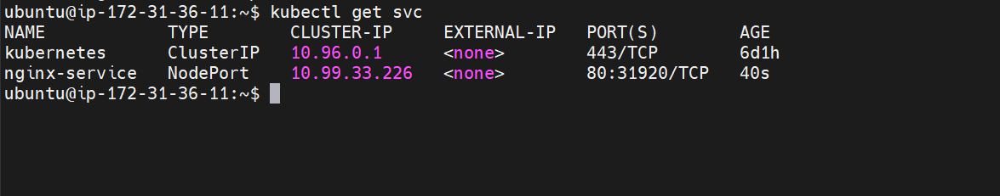 ubuntu@ip-172-31-36-11:~$ kubectl get svc
NAME TYPE CLUSTER-IP EXTERNAL-IP PORT(S) AGE
kubernetes ClusterIP 10.96.0.1 <none> 443/TCP 6d1h
nginx-service NodePort 10.99.33.226 <none> 80:31920/TCP 40s
ubuntu@ip-172-31-36-11:~$